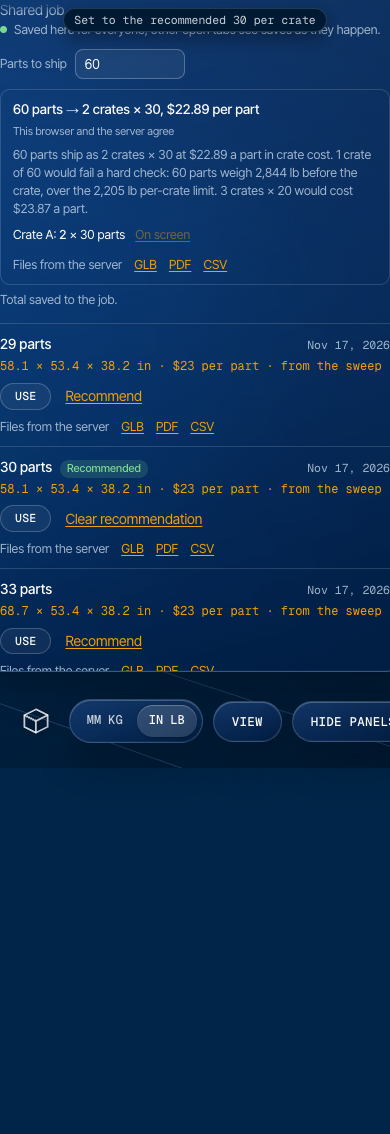 Shared job
Set to the recommended 30 per crate
Saved here for everyone, other open tabs see saves as they happen.
Parts to ship 60
60 parts → 2 crates × 30, $22.89 per part
This browser and the server agree
60 parts ship as 2 crates × 30 at $22.89 a part in crate cost. 1 crate
of 60 would fail a hard check: 60 parts weigh 2,844 lb before the
crate, over the 2,205 lb per-crate limit. 3 crates × 20 would cost
$23.87 a part.
Crate A: 2 × 30 parts On screen
Files from the server GLB PDF CSV
Total saved to the job.
29 parts Nov 17, 2026
58.1 × 53.4 × 38.2 in · $23 per part · from the sweep
USE Recommend
Files from the server GLB PDF CSV
30 parts Recommended Nov 17, 2026
58.1 × 53.4 × 38.2 in · $23 per part · from the sweep
USE Clear recommendation
Files from the server GLB PDF CSV
33 parts Nov 17, 2026
68.7 × 53.4 × 38.2 in · $23 per part · from the sweep
USE Recommend
Files from the server GLB PDF CSV
MM KG IN LB VIEW HIDE PANELS